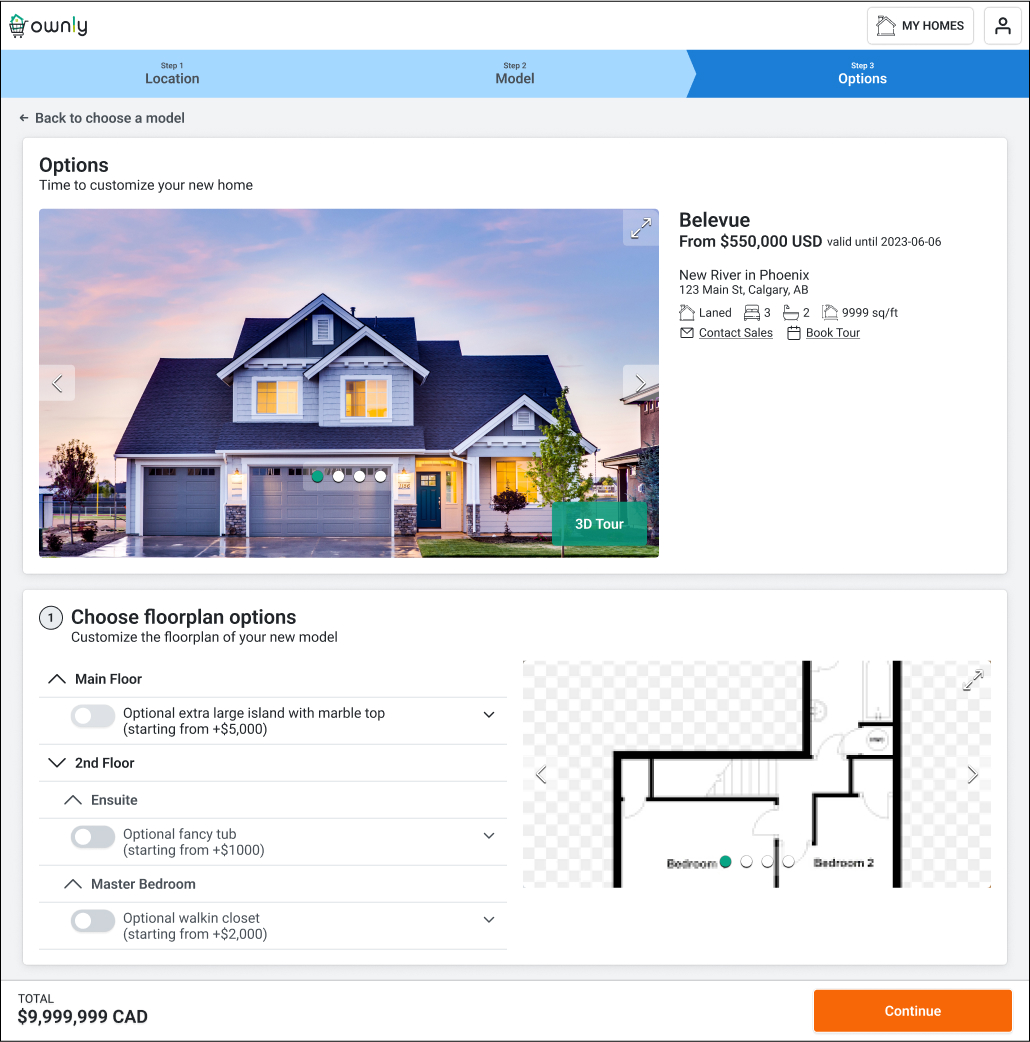 ownly
MY HOMES
Step 1
Location
Step 2
Model
Step 3
Options
Back to choose a model
Options
Time to customize your new home
3D Tour
Belevue
From $550,000 USD valid until 2023-06-06
New River in Phoenix
123 Main St, Calgary, AB
Laned 3 2 9999 sq/ft
Contact Sales Book Tour
1 Choose floorplan options
Customize the floorplan of your new model
Main Floor
Optional extra large island with marble top
(starting from +$5,000)
2nd Floor
Ensuite
Optional fancy tub
(starting from +$1000)
Master Bedroom
Optional walkin closet
(starting from +$2,000)
Bedroom
Bedroom 2
TOTAL
$9,999,999 CAD
Continue